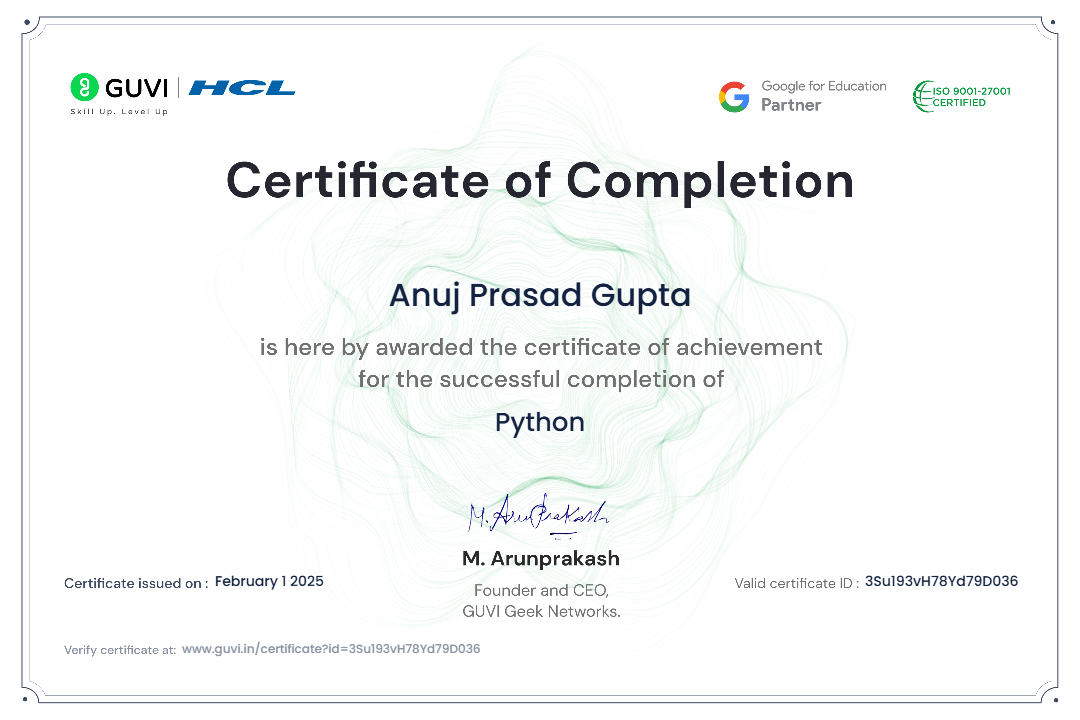 GUVI | HCL
Skill Up. Level Up
Google for Education
Partner
ISO 9001-27001
CERTIFIED
Certificate of Completion
Anuj Prasad Gupta
is here by awarded the certificate of achievement
for the successful completion of
Python
M. Arunprakash
M. Arunprakash
Founder and CEO,
GUVI Geek Networks.
Certificate issued on : February 1 2025
Valid certificate ID : 3Su193vH78Yd79D036
Verify certificate at: www.guvi.in/certificate?id=3Su193vH78Yd79D036